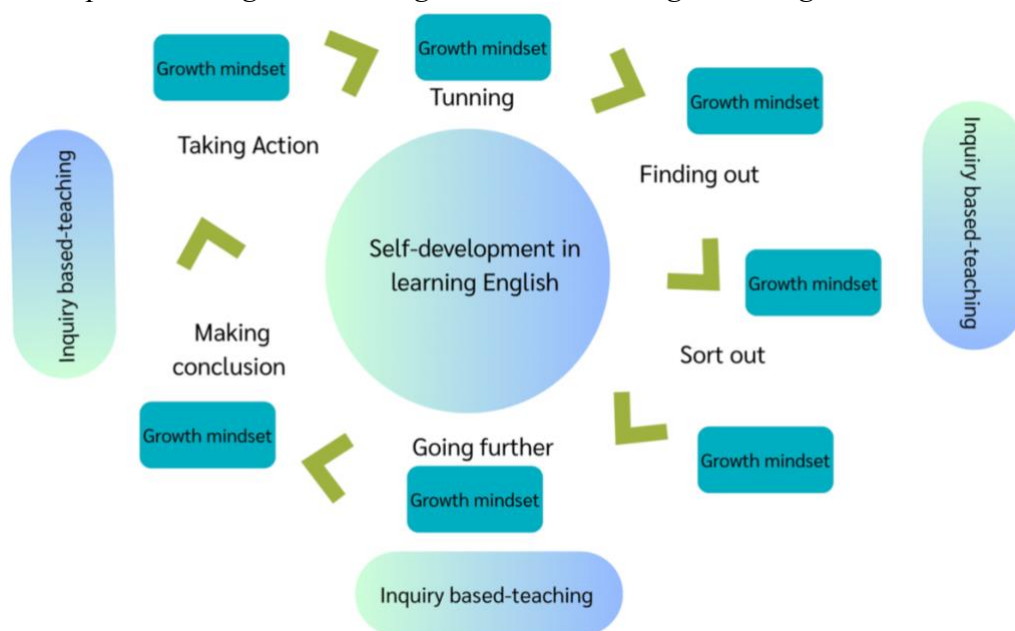 Growth mindset
Tunning
Growth mindset
Taking Action
Growth mindset
Finding out
Inquiry based-teaching
Inquiry based-teaching
Self-development in
learning English
Growth mindset
Sort out
Making
conclusion
Growth mindset
Going further
Growth mindset
Growth mindset
Inquiry based-teaching